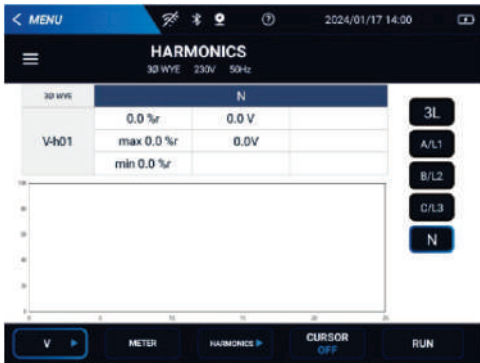 < MENU 2024/01/17 14:00
HARMONICS
3Ø WYE 230V 50Hz
3Ø WYE N
V-h01 0.0 %r 0.0 V
max 0.0 %r 0.0V
min 0.0 %r
3L
A/L1
B/L2
C/L3
N
V METER HARMONICS CURSOR OFF RUN